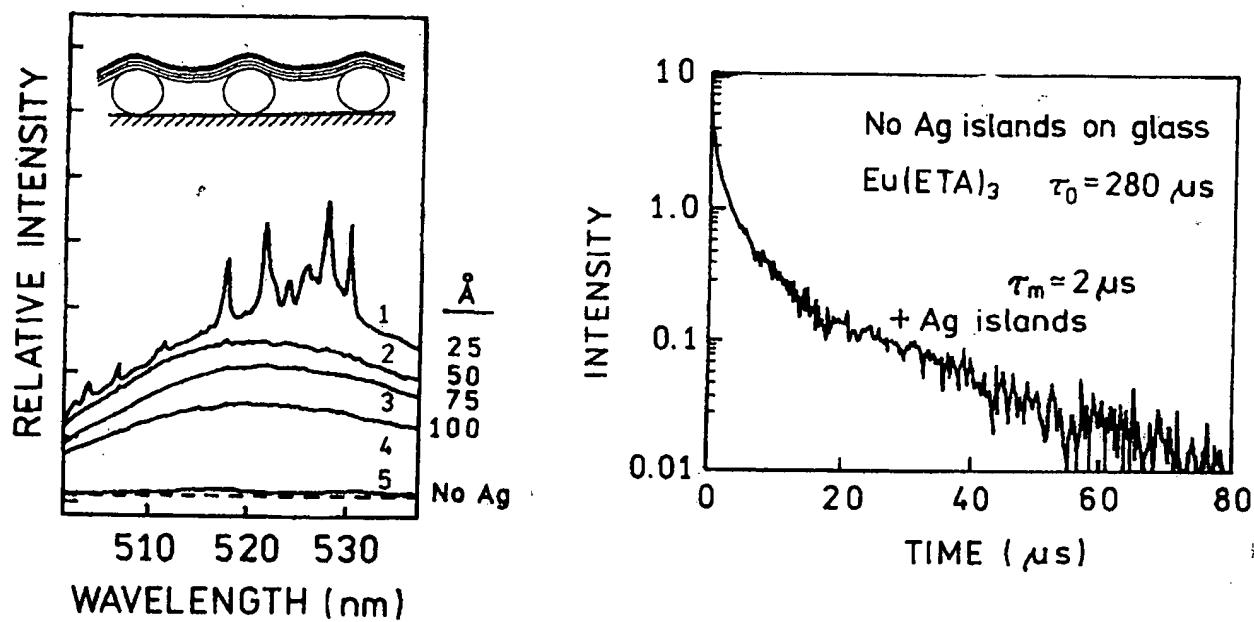 RELATIVE INTENSITY
1
2
3
4
5
Å
25
50
75
100
No Ag
510 520 530
WAVELENGTH (nm)
INTENSITY
10
1.0
0.1
0.01
No Ag islands on glass
Eu(ETA)3 τ0 = 280 μs
τm ≃ 2 μs
+ Ag islands
0 20 40 60 80
TIME (μs)